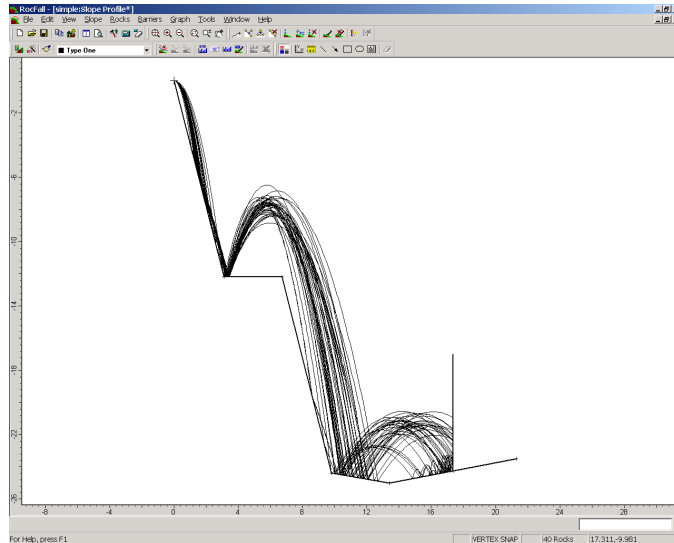 RocFall - [simple:Slope Profile*]
File Edit View Slope Rocks Barriers Graph Tools Window Help
Type One
-2
-6
-10
-14
-18
-22
-26
-8 -4 0 4 8 12 16 20 24 28
For Help, press F1 VERTEX SNAP 40 Rocks 17.311,-9.981